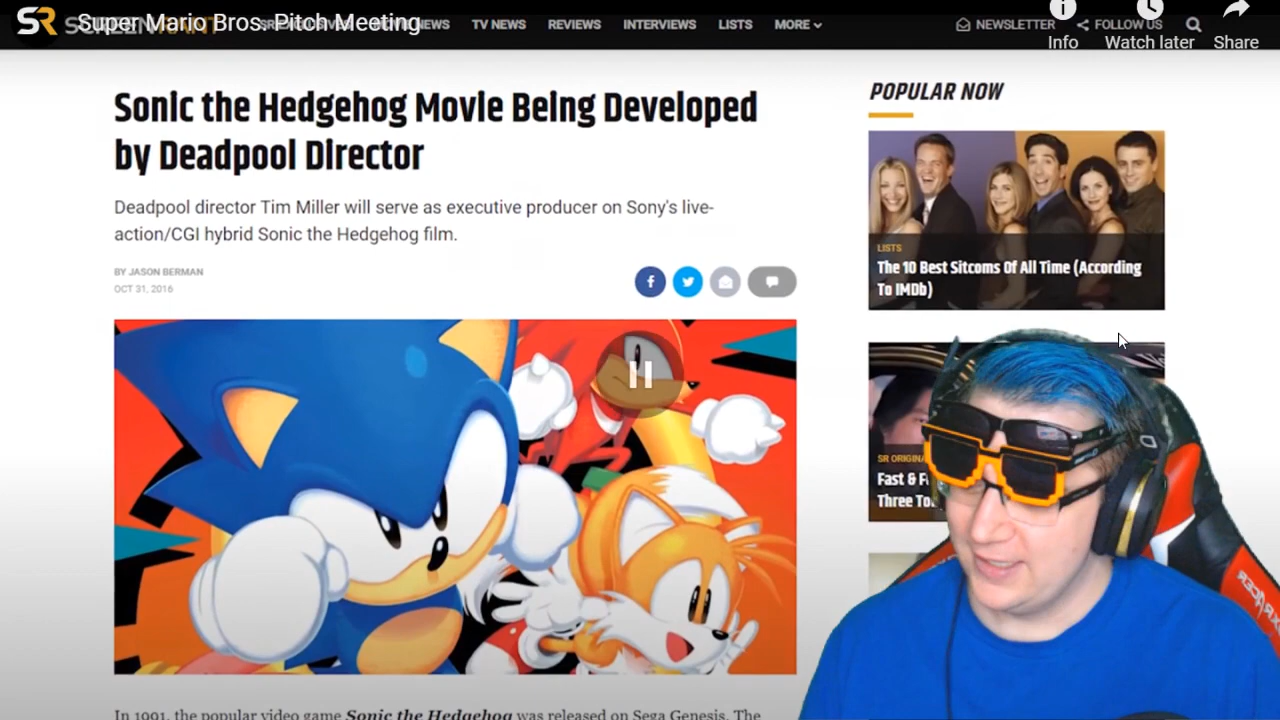 SR
Super Mario Bros. Pitch Meeting
NEWS
TV NEWS
REVIEWS
INTERVIEWS
LISTS
MORE
NEWSLETTER
FOLLOW US
Info
Watch later
Share
Sonic the Hedgehog Movie Being Developed
by Deadpool Director
Deadpool director Tim Miller will serve as executive producer on Sony's live-
action/CGI hybrid Sonic the Hedgehog film.
BY JASON BERMAN
OCT 31, 2016
In 1991, the popular video game Sonic the Hedgehog was released on Sega Genesis. The
POPULAR NOW
LISTS
The 10 Best Sitcoms Of All Time (According
To IMDb)
SR ORIGINA
Fast & F
Three To